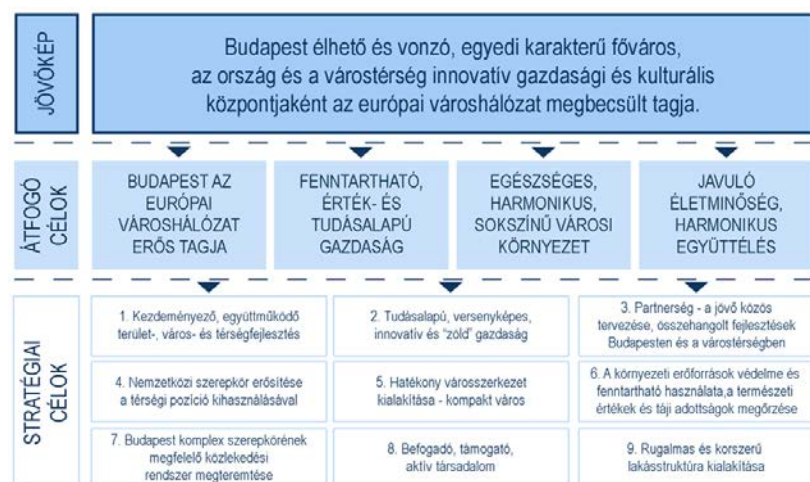 JÖVŐKÉP
Budapest élhető és vonzó, egyedi karakterű főváros,
az ország és a várostérség innovatív gazdasági és kulturális
központjaként az európai városhálózat megbecsült tagja.
ÁTFOGÓ
CÉLOK
BUDAPEST AZ
EURÓPAI
VÁROSHÁLÓZAT
ERŐS TAGJA
FENNTARTHATÓ,
ÉRTÉK- ÉS
TUDÁSALAPÚ
GAZDASÁG
EGÉSZSÉGES,
HARMONIKUS,
SOKSZÍNŰ VÁROSI
KÖRNYEZET
JAVULÓ
ÉLETMINŐSÉG,
HARMONIKUS
EGYÜTTÉLÉS
STRATÉGIAI
CÉLOK
1. Kezdeményező, együttműködő
terület-, város- és térségfejlesztés
2. Tudásalapú, versenyképes,
innovatív és "zöld" gazdaság
3. Partnerség - a jövő közös
tervezése, összehangolt fejlesztések
Budapesten és a várostérségben
4. Nemzetközi szerepkör erősítése
a térségi pozíció kihasználásával
5. Hatékony városszerkezet
kialakítása - kompakt város
6. A környezeti erőforrások védelme és
fenntartható használata,a természeti
értékek és táji adottságok megőrzése
7. Budapest komplex szerepkörének
megfelelő közlekedési
rendszer megteremtése
8. Befogadó, támogató,
aktív társadalom
9. Rugalmas és korszerű
lakásstruktúra kialakítása